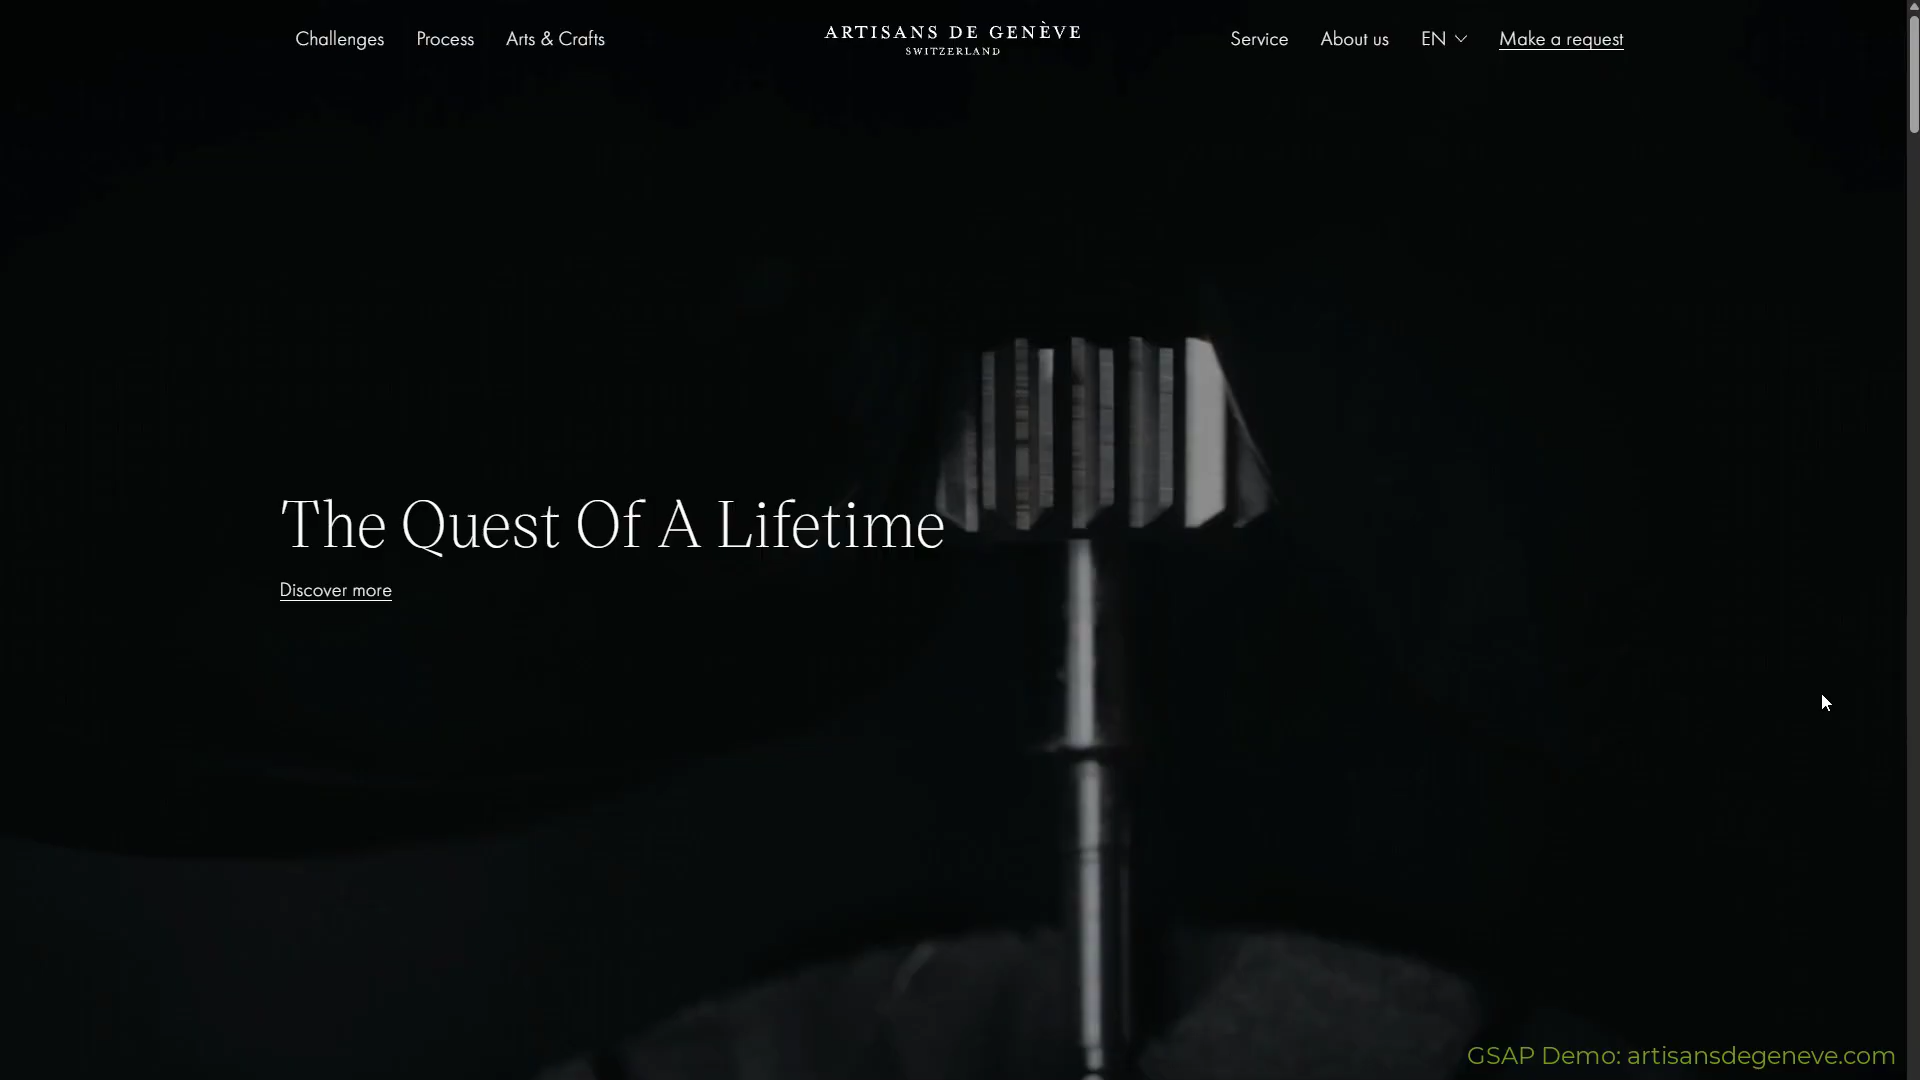 Challenges Process Arts & Crafts
ARTISANS DE GENÈVE
SWITZERLAND
Service About us EN Make a request
The Quest Of A Lifetime
Discover more
GSAP Demo: artisansdegeneve.com